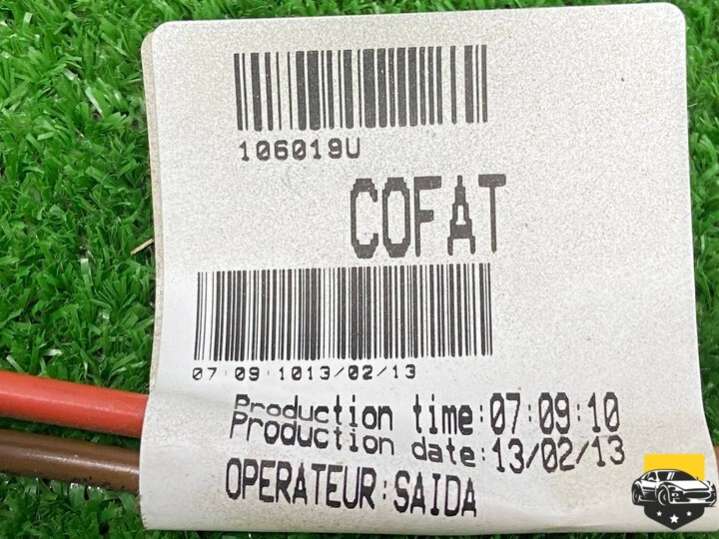 106019U
COFAT
07:09:1013/02/13
Production time:07:09:10
Production date:13/02/13
OPERATEUR:SAIDA